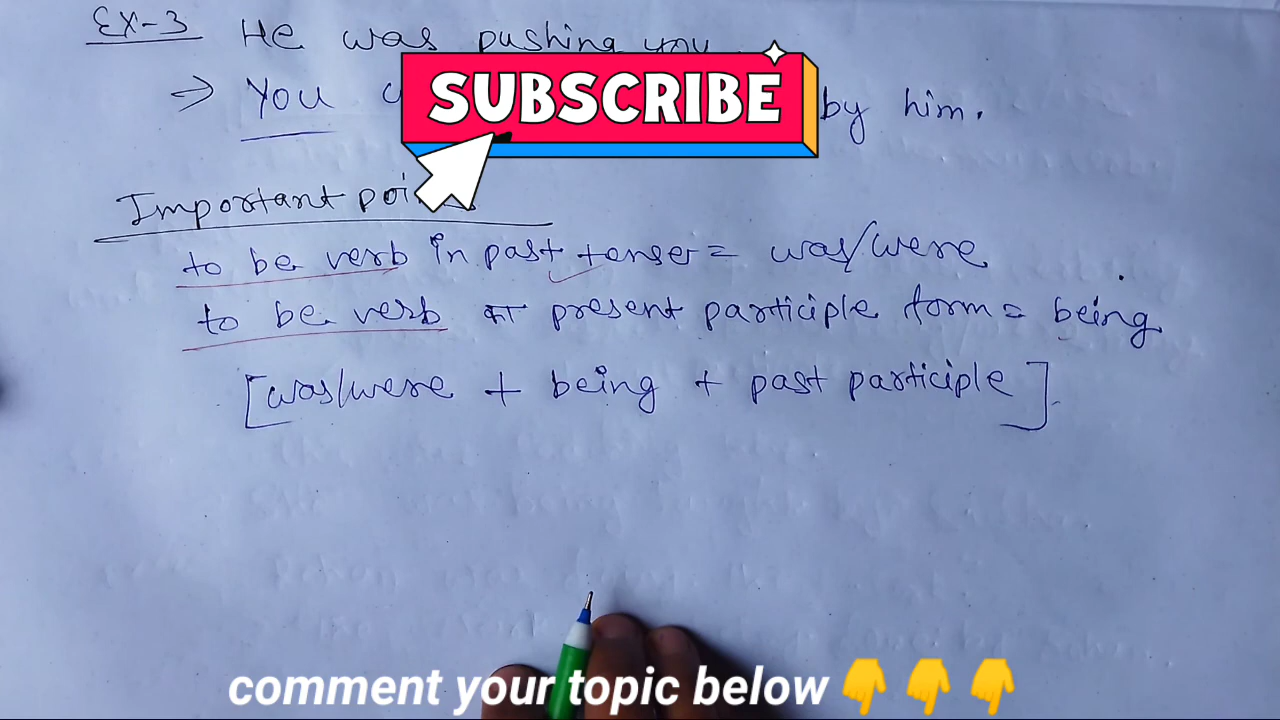 EX-3 He was pushing you.
SUBSCRIBE
→ You by him.
Important
to be verb in past tense = was/were
to be verb present participle form = being
[was/were + being + past participle].
comment your topic below👇👇👇